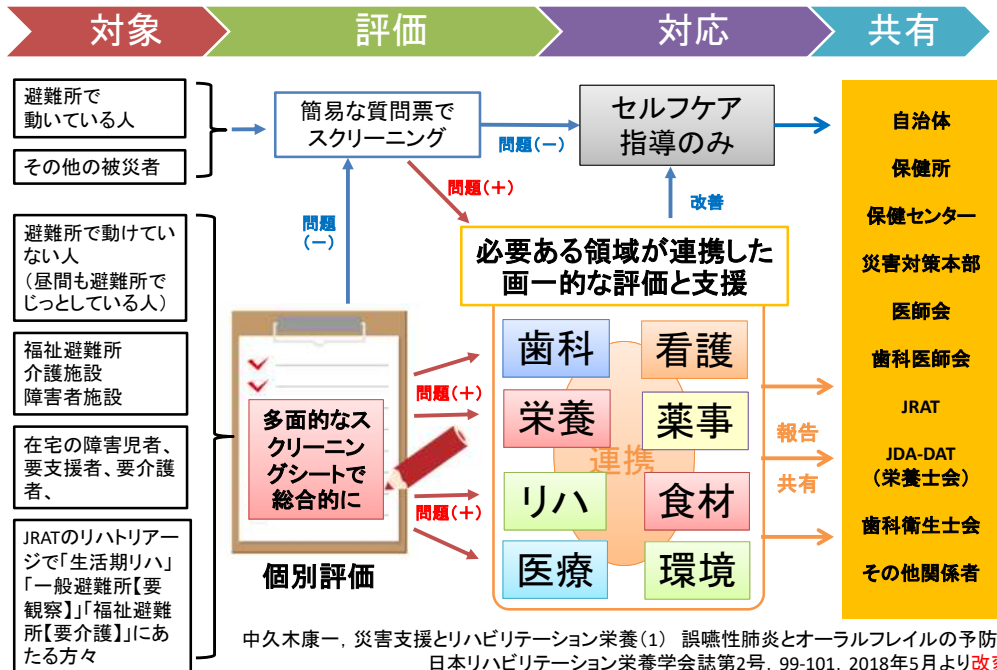 対象
評価
対応
共有
避難所で
動いている人
その他の被災者
避難所で動けてい
ない人
（昼間も避難所で
じっとしている人）
福祉避難所
介護施設
障害者施設
在宅の障害児者、
要支援者、要介護
者、
JRATのリハトリアー
ジで「生活期リハ」
「一般避難所【要
観察】」「福祉避難
所【要介護】」にあ
たる方々
簡易な質問票で
スクリーニング
問題(－)
問題(＋)
問題
(－)
多面的なス
クリーニン
グシートで
総合的に
個別評価
問題(＋)
問題(＋)
セルフケア
指導のみ
改善
必要ある領域が連携した
画一的な評価と支援
歯科
看護
栄養
薬事
連携
リハ
食材
医療
環境
報告
共有
自治体
保健所
保健センター
災害対策本部
医師会
歯科医師会
JRAT
JDA-DAT
（栄養士会）
歯科衛生士会
その他関係者
中久木康一，災害支援とリハビリテーション栄養（1） 誤嚥性肺炎とオーラルフレイルの予防
日本リハビリテーション栄養学会誌第2号，99-101，2018年5月より改変